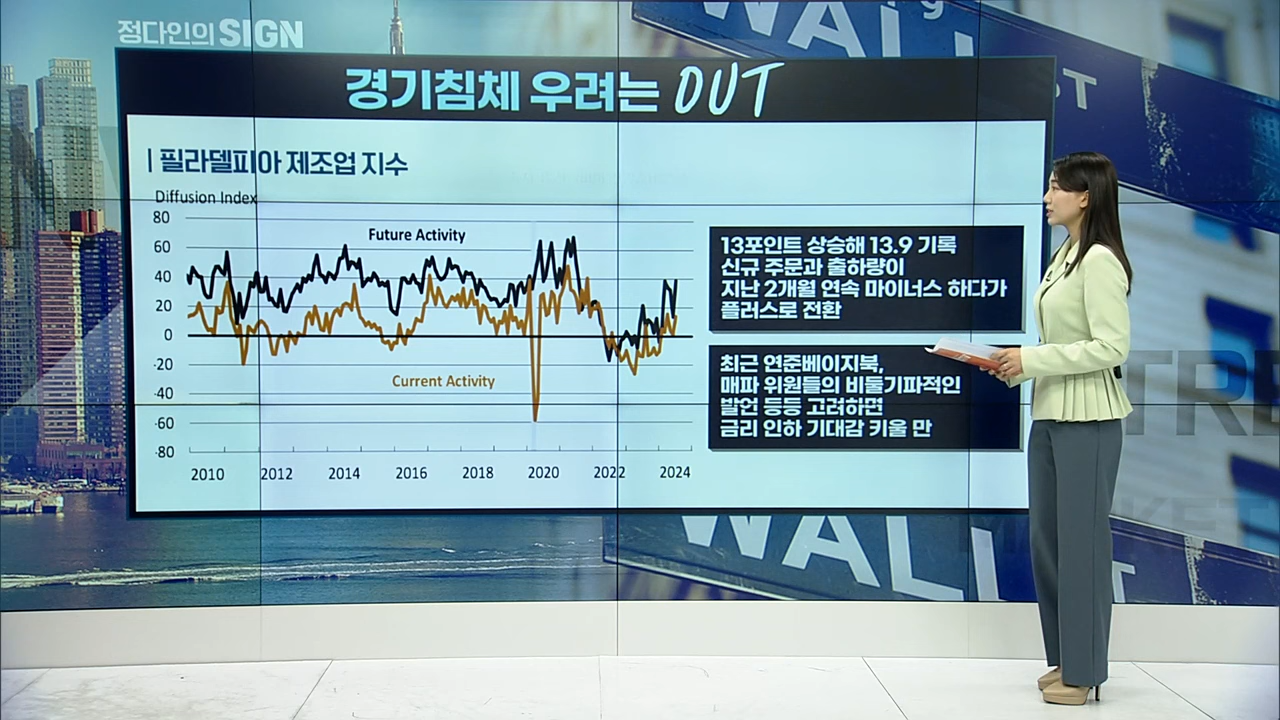 정다인의 SIGN
WALL
ST
경기침체 우려는 OUT
필라델피아 제조업 지수
Diffusion Index
80
60
40
20
0
-20
-40
-60
-80
Future Activity
Current Activity
2010 2012 2014 2016 2018 2020 2022 2024
13포인트 상승해 13.9 기록
신규 주문과 출하량이
지난 2개월 연속 마이너스 하다가
플러스로 전환
최근 연준베이지북,
매파 위원들의 비둘기파적인
발언 등등 고려하면
금리 인하 기대감 키울 만
WALL